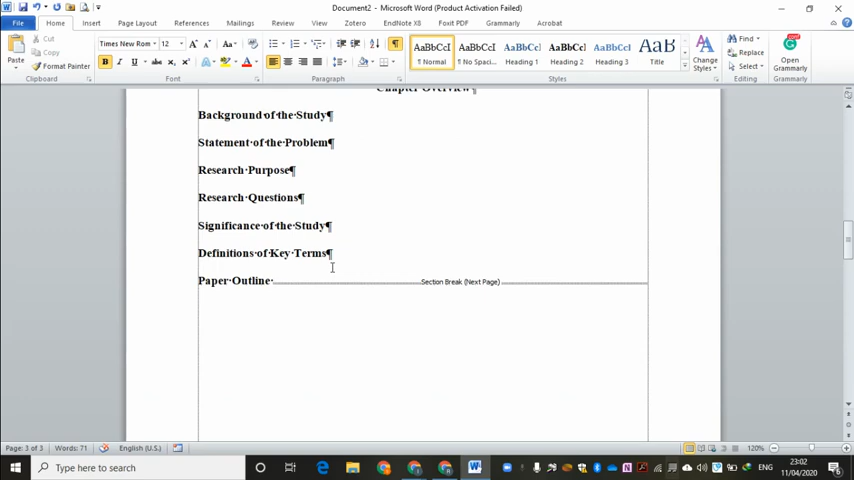 Document2 - Microsoft Word (Product Activation Failed)
File Home Insert Page Layout References Mailings Review View Zotero EndNote X8 Foxit PDF Grammarly Acrobat
Paste Cut Copy Format Painter Clipboard
Times New Rom 12 Font
Paragraph
AaBbCcI ¶ Normal AaBbCcI ¶ No Spaci... AaBbCc Heading 1 AaBbCc Heading 2 AaBbCcI Heading 3 AaB Title Change Styles Styles
Find Replace Select Editing
Open Grammarly Grammarly
Chapter Overview¶
Background·of·the·Study¶
Statement·of·the·Problem¶
Research·Purpose¶
Research·Questions¶
Significance·of·the·Study¶
Definitions·of·Key·Terms¶
Paper·Outline· Section Break (Next Page)
Page: 3 of 3 Words: 71 English (U.S.) 120%
Type here to search ENG 23:02 11/04/2020